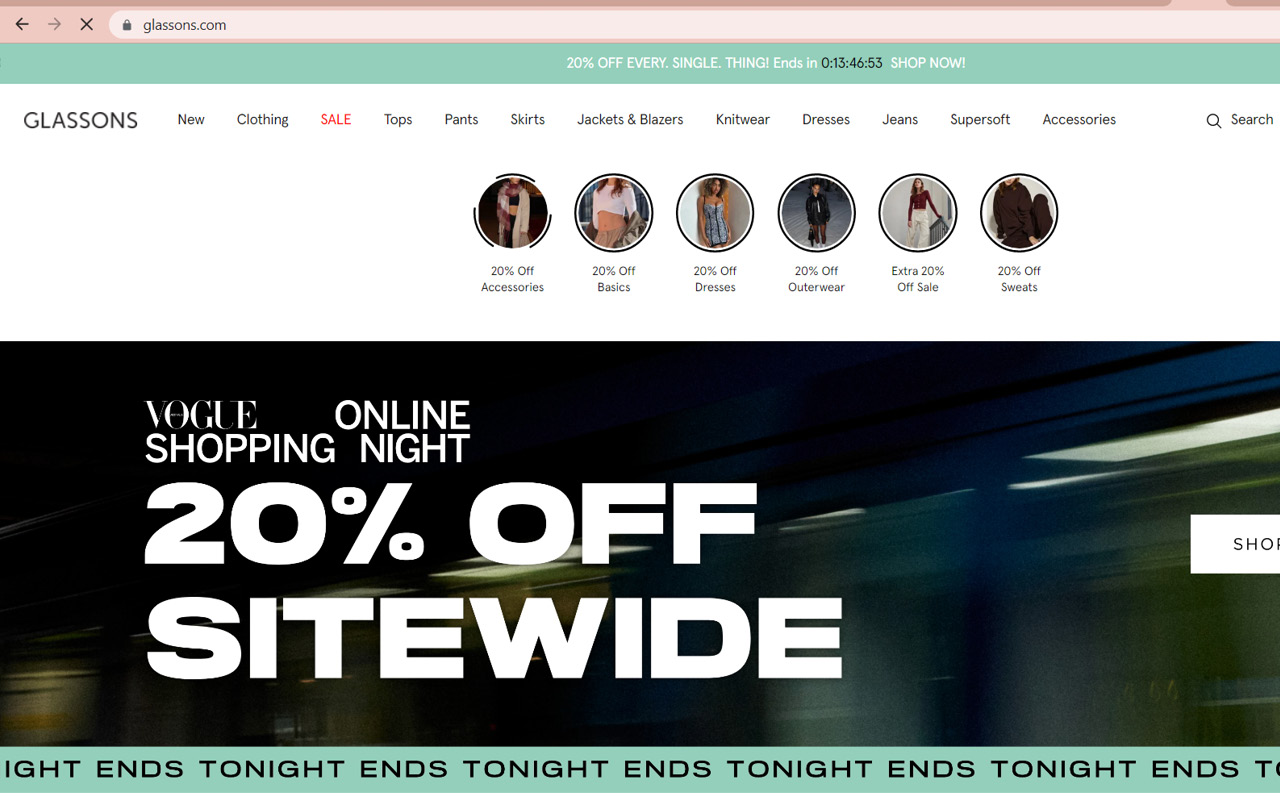 glassons.com
20% OFF EVERY. SINGLE. THING! Ends in 0:13:46:53 SHOP NOW!
GLASSONS New Clothing SALE Tops Pants Skirts Jackets & Blazers Knitwear Dresses Jeans Supersoft Accessories Search
20% Off
Accessories
20% Off
Basics
20% Off
Dresses
20% Off
Outerwear
Extra 20%
Off Sale
20% Off
Sweats
VOGUE ONLINE
SHOPPING NIGHT
20% OFF
SITEWIDE
SHOP
IGHT ENDS TONIGHT ENDS TONIGHT ENDS TONIGHT ENDS TONIGHT ENDS TO